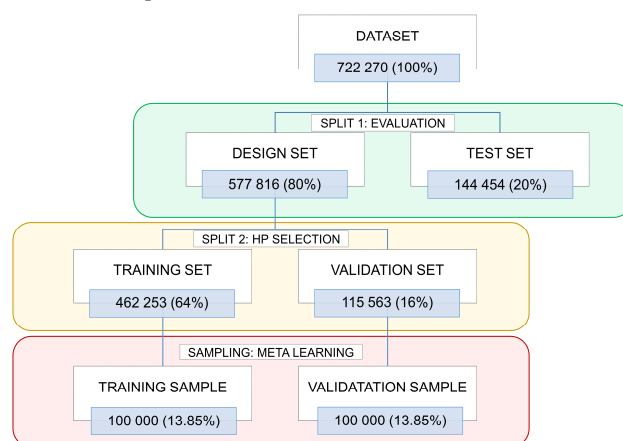 DATASET
722 270 (100%)
SPLIT 1: EVALUATION
DESIGN SET
TEST SET
577 816 (80%)
144 454 (20%)
SPLIT 2: HP SELECTION
TRAINING SET
VALIDATION SET
462 253 (64%)
115 563 (16%)
SAMPLING: META LEARNING
TRAINING SAMPLE
VALIDATATION SAMPLE
100 000 (13.85%)
100 000 (13.85%)